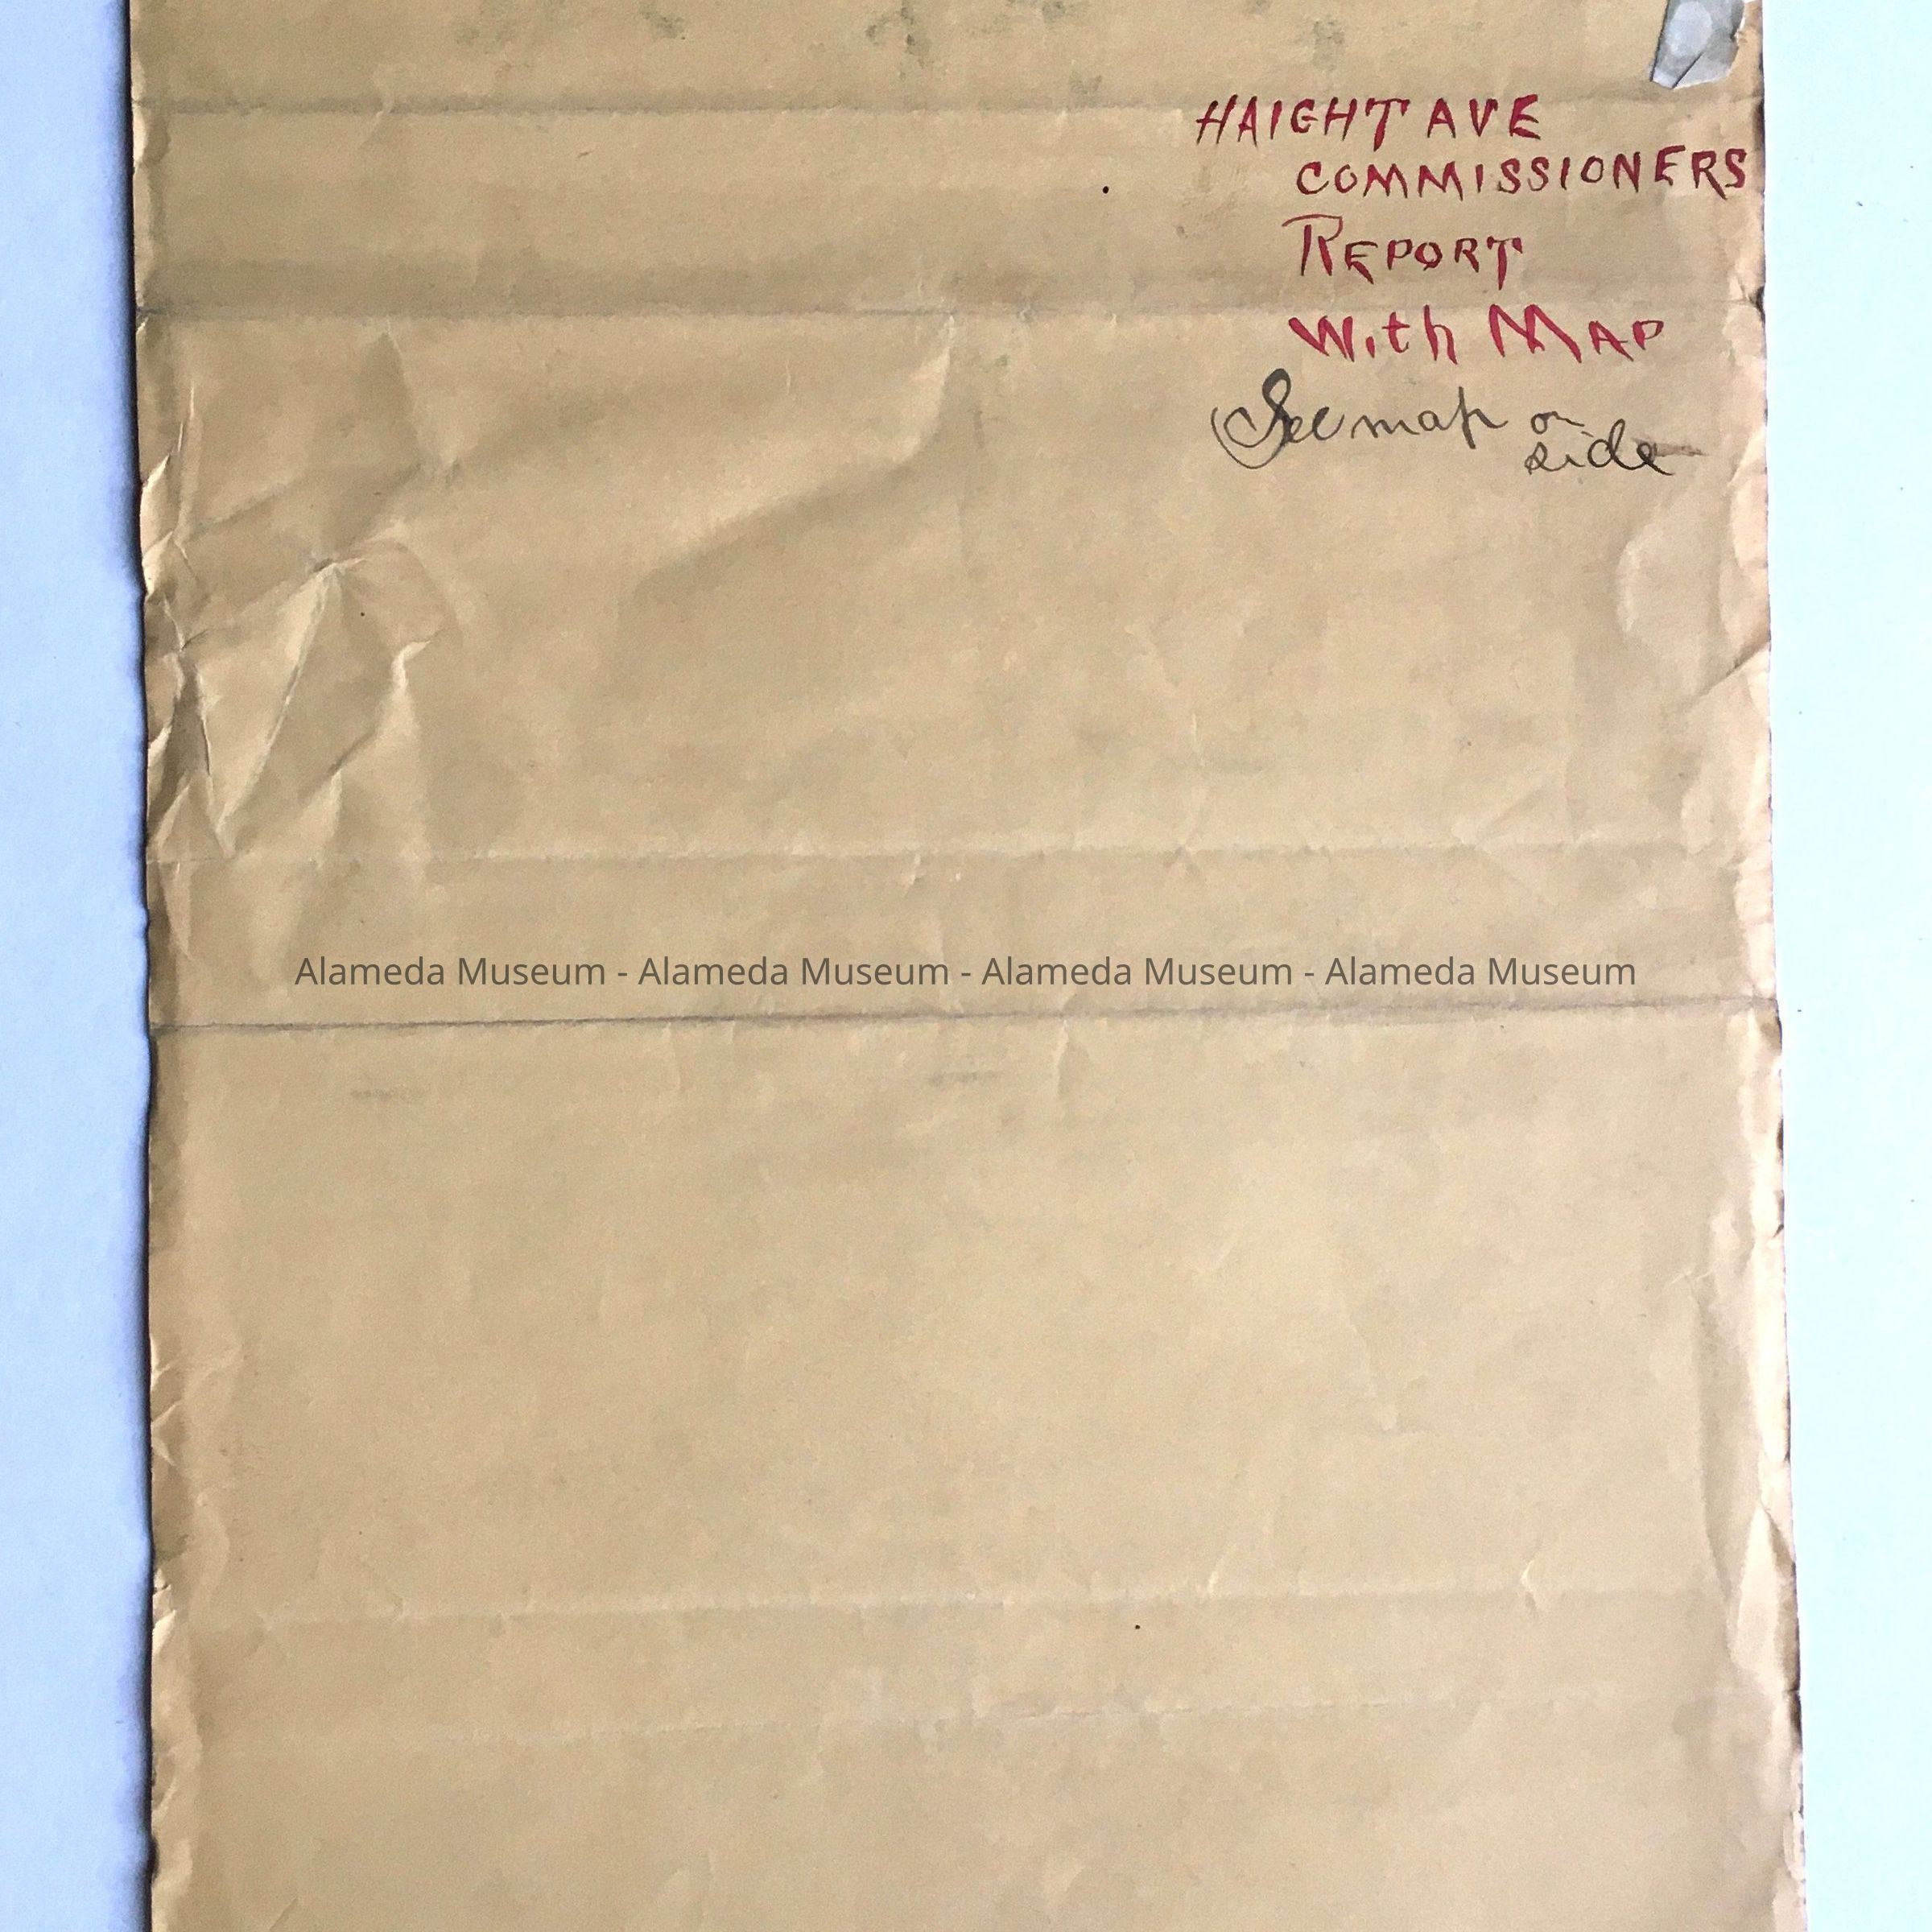 HAIGHT AVE
COMMISSIONERS
REPORT
With MAP
See map on
side
Alameda Museum - Alameda Museum - Alameda Museum - Alameda Museum